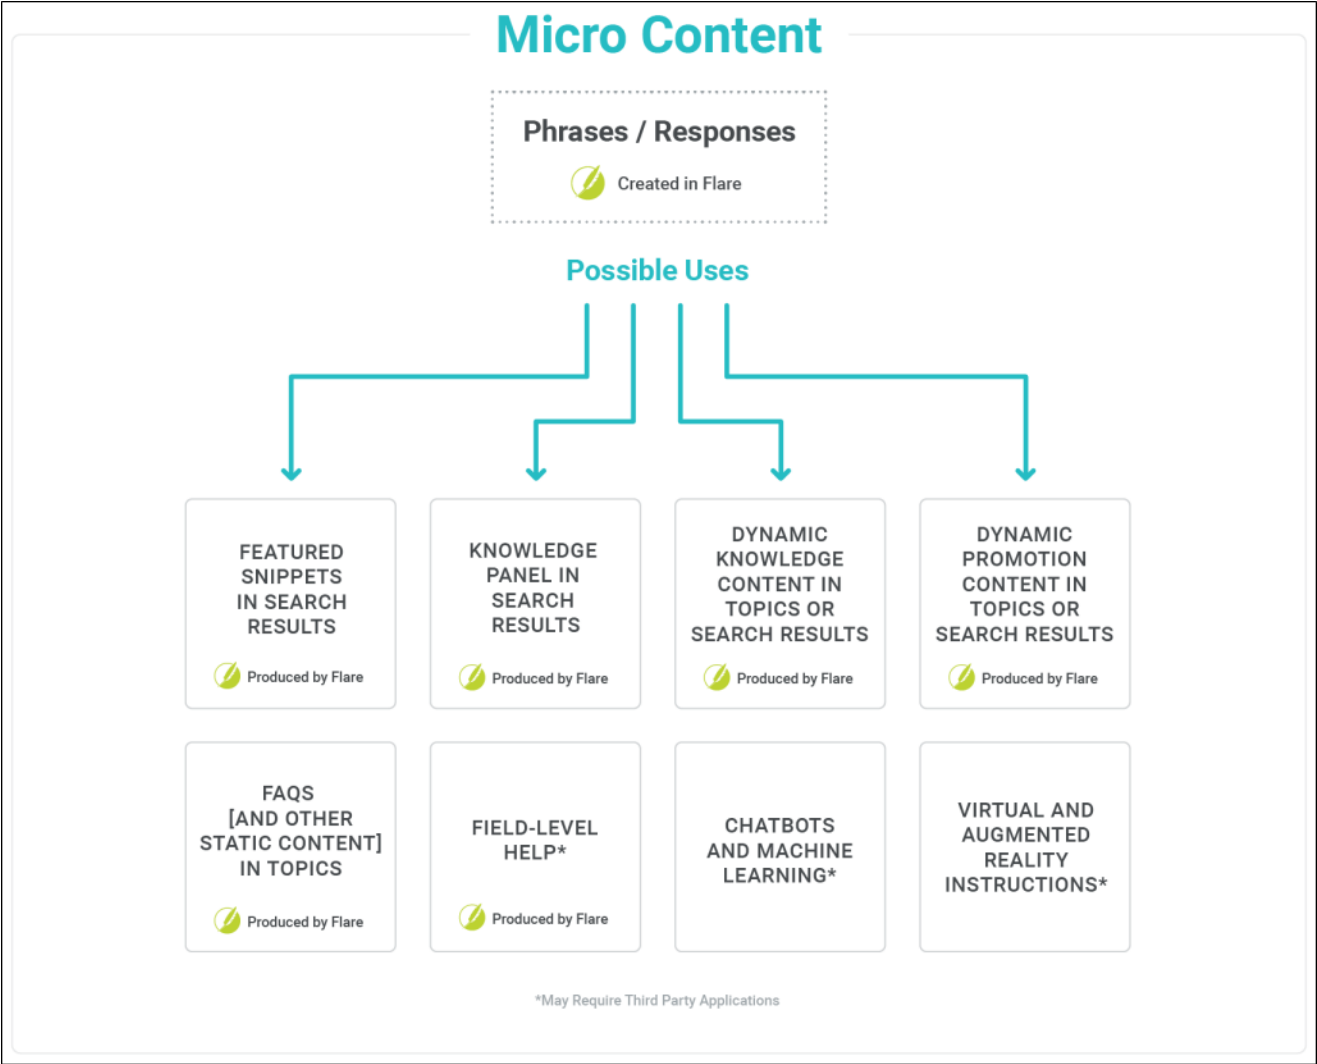 Micro Content
Phrases / Responses
Created in Flare
Possible Uses
FEATURED
SNIPPETS
IN SEARCH
RESULTS
Produced by Flare
KNOWLEDGE
PANEL IN
SEARCH
RESULTS
Produced by Flare
DYNAMIC
KNOWLEDGE
CONTENT IN
TOPICS OR
SEARCH RESULTS
Produced by Flare
DYNAMIC
PROMOTION
CONTENT IN
TOPICS OR
SEARCH RESULTS
Produced by Flare
FAQS
[AND OTHER
STATIC CONTENT]
IN TOPICS
Produced by Flare
FIELD-LEVEL
HELP*
Produced by Flare
CHATBOTS
AND MACHINE
LEARNING*
VIRTUAL AND
AUGMENTED
REALITY
INSTRUCTIONS*
*May Require Third Party Applications